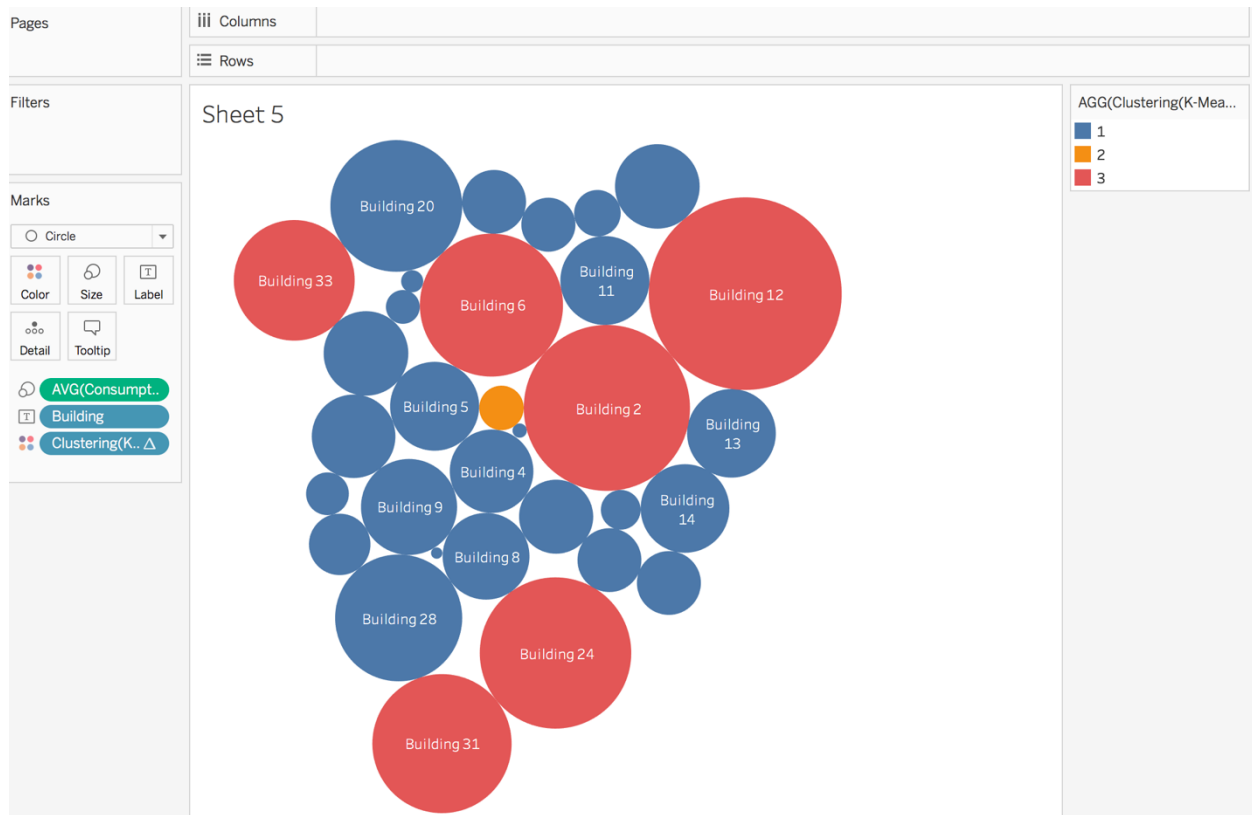 Pages
Columns
Rows
Filters
Sheet 5
AGG(Clustering(K-Mea...
1
2
3
Marks
Circle
Color
Size
Label
Detail
Tooltip
AVG(Consumpt..
Building
Clustering(K..
Building 20
Building 33
Building 6
Building
11
Building 12
Building 5
Building 2
Building
13
Building 4
Building 9
Building
14
Building 8
Building 28
Building 24
Building 31